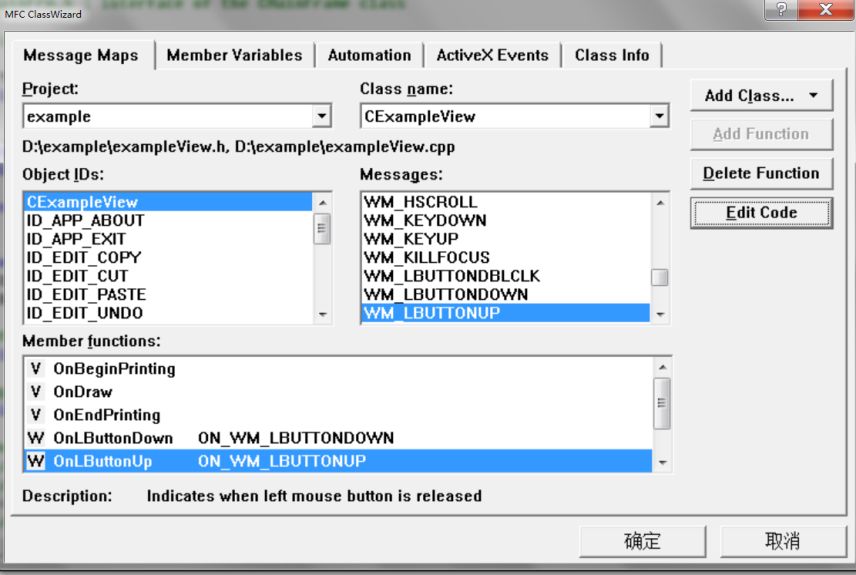 MFC ClassWizard
Message Maps Member Variables Automation ActiveX Events Class Info
Project: Class name:
example CExampleView
Add Class...
Add Function
D:\example\exampleView.h, D:\example\exampleView.cpp
Delete Function
Object IDs: Messages:
Edit Code
CExampleView WM_HSCROLL
ID_APP_ABOUT WM_KEYDOWN
ID_APP_EXIT WM_KEYUP
ID_EDIT_COPY WM_KILLFOCUS
ID_EDIT_CUT WM_LBUTTONDBLCLK
ID_EDIT_PASTE WM_LBUTTONDOWN
ID_EDIT_UNDO WM_LBUTTONUP
Member functions:
V OnBeginPrinting
V OnDraw
V OnEndPrinting
W OnLButtonDown ON_WM_LBUTTONDOWN
W OnLButtonUp ON_WM_LBUTTONUP
Description: Indicates when left mouse button is released
确定 取消